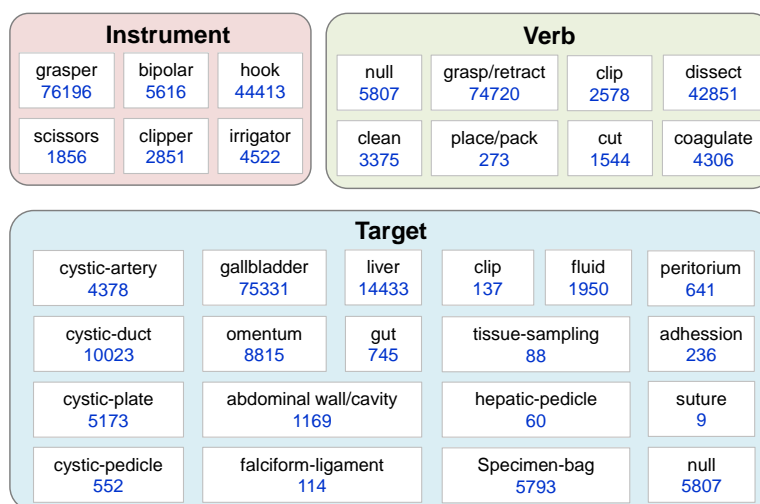 Instrument
grasper
76196
bipolar
5616
hook
44413
scissors
1856
clipper
2851
irrigator
4522
Verb
null
5807
grasp/retract
74720
clip
2578
dissect
42851
clean
3375
place/pack
273
cut
1544
coagulate
4306
Target
cystic-artery
4378
gallbladder
75331
liver
14433
clip
137
fluid
1950
peritorium
641
cystic-duct
10023
omentum
8815
gut
745
tissue-sampling
88
adhession
236
cystic-plate
5173
abdominal wall/cavity
1169
hepatic-pedicle
60
suture
9
cystic-pedicle
552
falciform-ligament
114
Specimen-bag
5793
null
5807